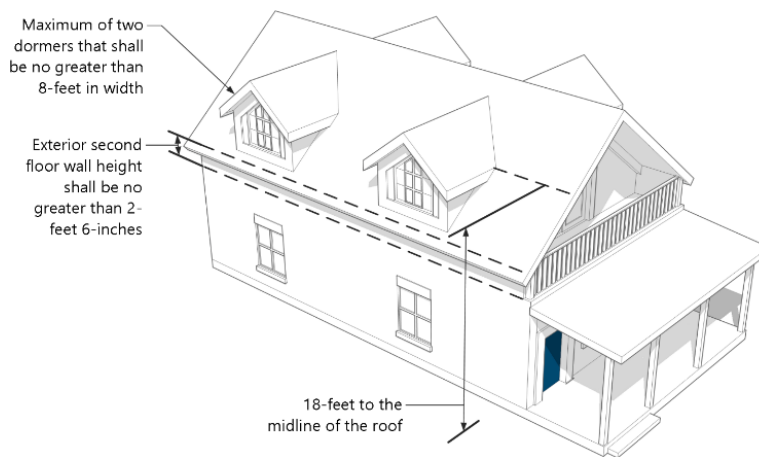 Maximum of two
dormers that shall
be no greater than
8-feet in width
Exterior second
floor wall height
shall be no
greater than 2-
feet 6-inches
18-feet to the
midline of the roof